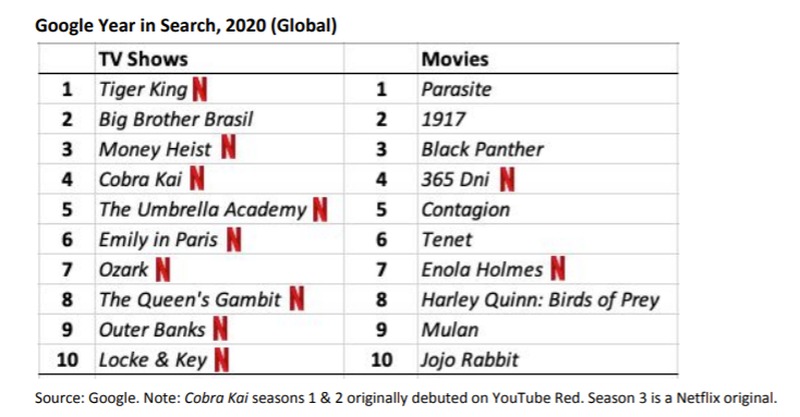 Google Year in Search, 2020 (Global)
TV Shows Movies
1 Tiger King N 1 Parasite
2 Big Brother Brasil 2 1917
3 Money Heist N 3 Black Panther
4 Cobra Kai N 4 365 Dni N
5 The Umbrella Academy N 5 Contagion
6 Emily in Paris N 6 Tenet
7 Ozark N 7 Enola Holmes N
8 The Queen's Gambit N 8 Harley Quinn: Birds of Prey
9 Outer Banks N 9 Mulan
10 Locke & Key N 10 Jojo Rabbit
Source: Google. Note: Cobra Kai seasons 1 & 2 originally debuted on YouTube Red. Season 3 is a Netflix original.